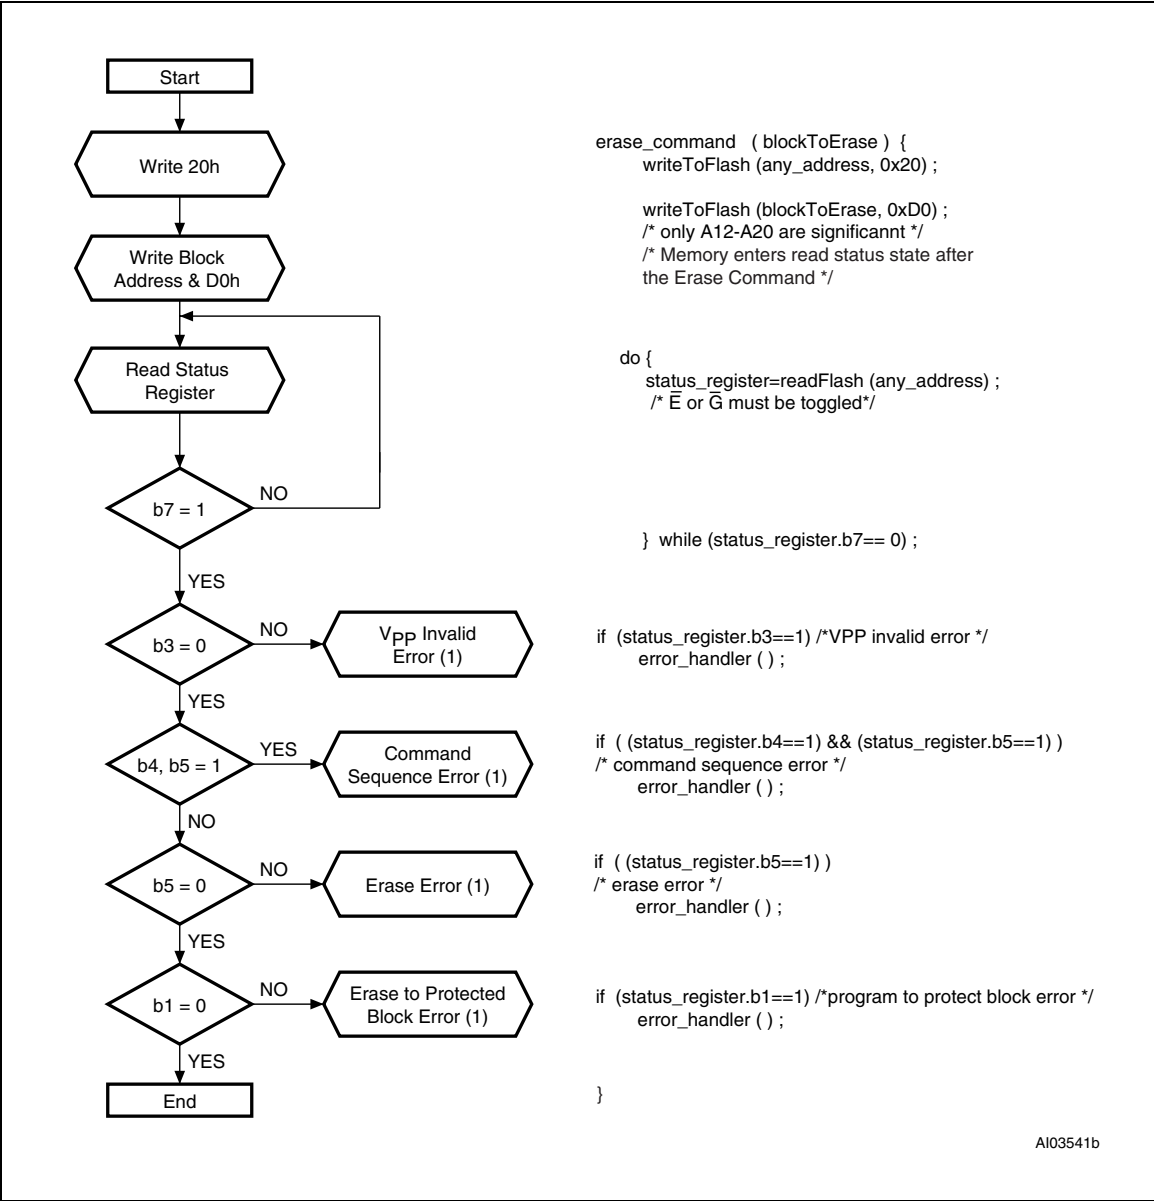 Start
Write 20h
Write Block
Address & D0h
Read Status
Register
b7 = 1
NO
YES
b3 = 0
NO
VPP Invalid
Error (1)
YES
b4, b5 = 1
YES
Command
Sequence Error (1)
NO
b5 = 0
NO
Erase Error (1)
YES
b1 = 0
NO
Erase to Protected
Block Error (1)
YES
End
erase_command ( blockToErase ) {
writeToFlash (any_address, 0x20) ;
writeToFlash (blockToErase, 0xD0) ;
/* only A12-A20 are significannt */
/* Memory enters read status state after
the Erase Command */
do {
status_register=readFlash (any_address) ;
/* E̅ or G̅ must be toggled*/
} while (status_register.b7== 0) ;
if (status_register.b3==1) /*VPP invalid error */
error_handler ( ) ;
if ( (status_register.b4==1) && (status_register.b5==1) )
/* command sequence error */
error_handler ( ) ;
if ( (status_register.b5==1) )
/* erase error */
error_handler ( ) ;
if (status_register.b1==1) /*program to protect block error */
error_handler ( ) ;
}
AI03541b